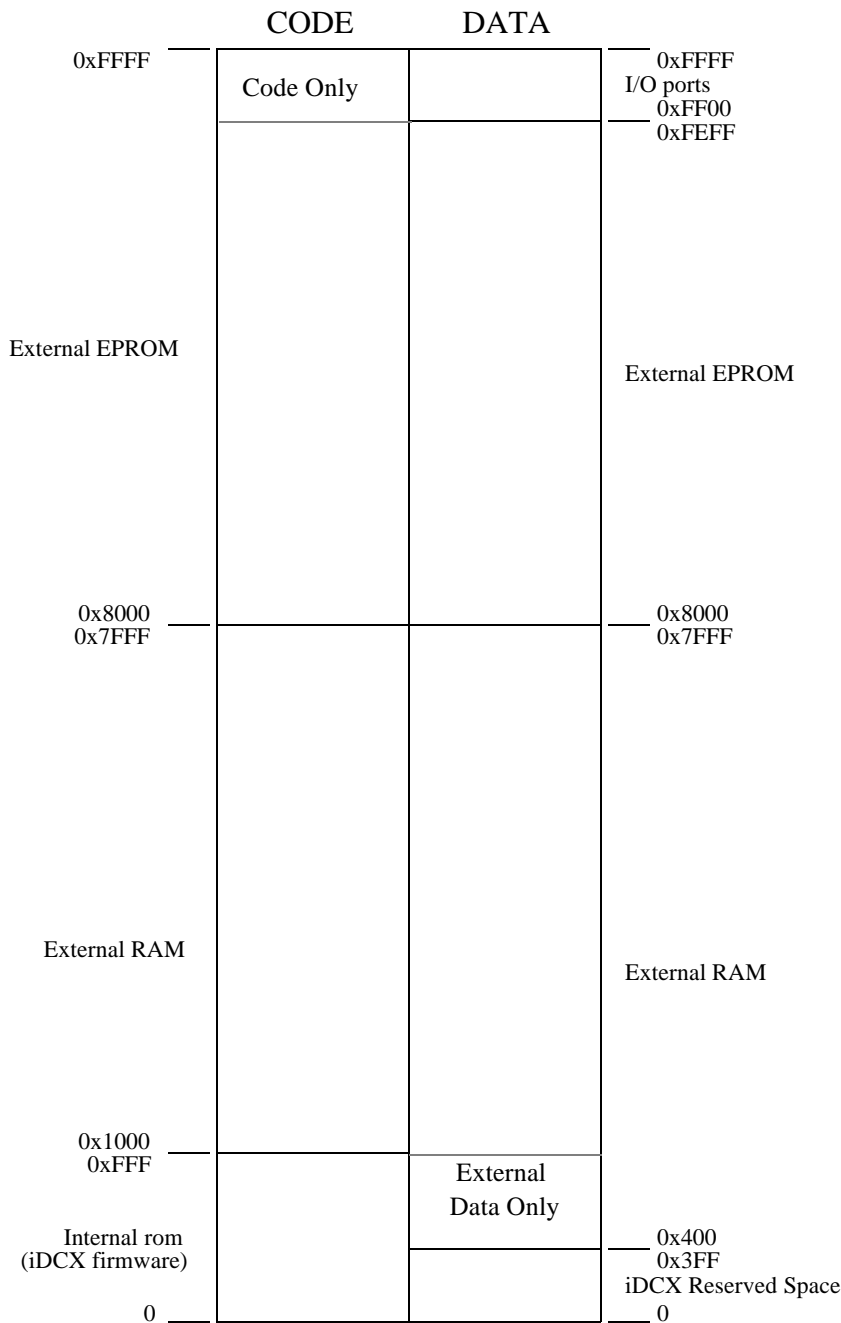 CODE
DATA
0xFFFF
Code Only
0xFFFF
I/O ports
0xFF00
0xFEFF
External EPROM
External EPROM
0x8000
0x7FFF
0x8000
0x7FFF
External RAM
External RAM
0x1000
0xFFF
External
Data Only
Internal rom
(iDCX firmware)
0x400
0x3FF
iDCX Reserved Space
0
0